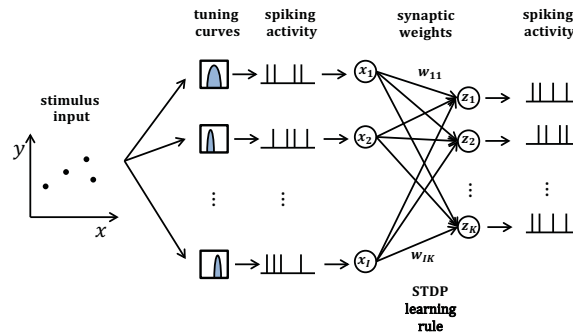 tuning
curves
spiking
activity
synaptic
weights
spiking
activity
stimulus
input
y
x
x1
x2
⋮
xI
⋯
⋯
w11
wIK
z1
z2
⋯
zK
⋯
STDP
learning
rule